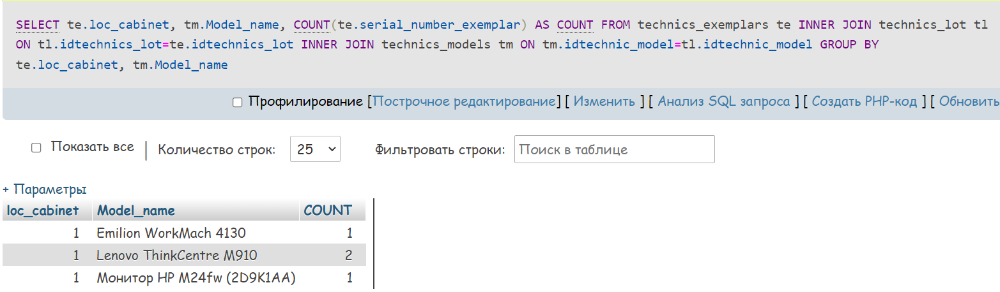 SELECT te.loc_cabinet, tm.Model_name, COUNT(te.serial_number_exemplar) AS COUNT FROM technics_exemplars te INNER JOIN technics_lot tl
ON tl.idtechnics_lot=te.idtechnics_lot INNER JOIN technics_models tm ON tm.idtechnic_model=tl.idtechnic_model GROUP BY
te.loc_cabinet, tm.Model_name
Профилирование [Построчное редактирование] [ Изменить ] [ Анализ SQL запроса ] [ Создать PHP-код ] [ Обновить
Показать все | Количество строк: 25 Фильтровать строки: Поиск в таблице
+ Параметры
loc_cabinet Model_name COUNT
1 Emilion WorkMach 4130 1
1 Lenovo ThinkCentre M910 2
1 Монитор HP M24fw (2D9K1AA) 1